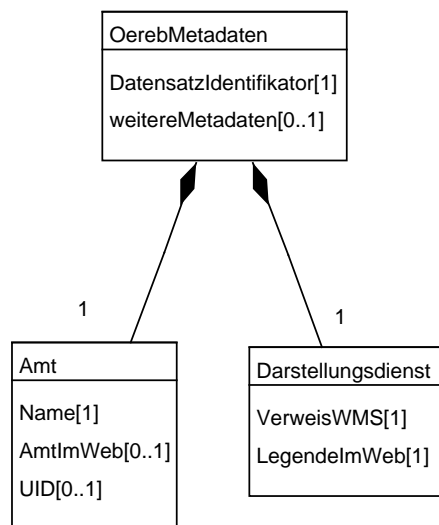 OerebMetadaten
DatensatzIdentifikator[1]
weitereMetadaten[0..1]
1
1
Amt
Name[1]
AmtImWeb[0..1]
UID[0..1]
Darstellungsdienst
VerweisWMS[1]
LegendeImWeb[1]